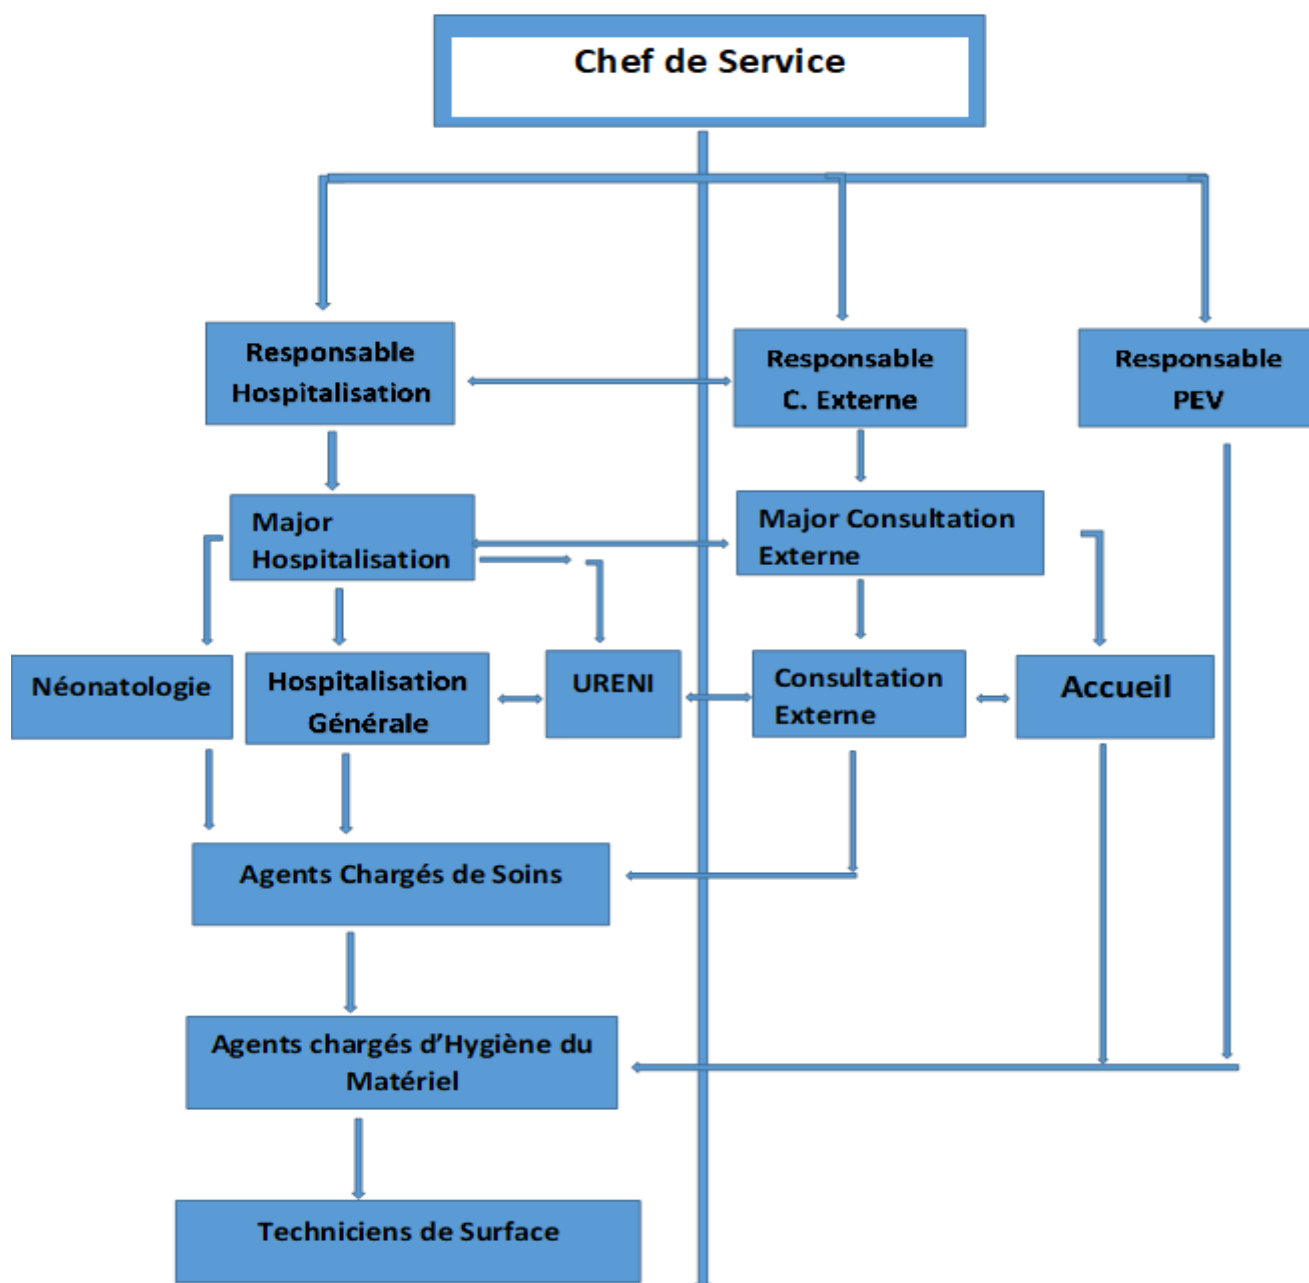 Chef de Service
Responsable
Hospitalisation
Responsable
C. Externe
Responsable
PEV
Major
Hospitalisation
Major Consultation
Externe
Néonatologie
Hospitalisation
Générale
URENI
Consultation
Externe
Accueil
Agents Chargés de Soins
Agents chargés d’Hygiène du
Matériel
Techniciens de Surface